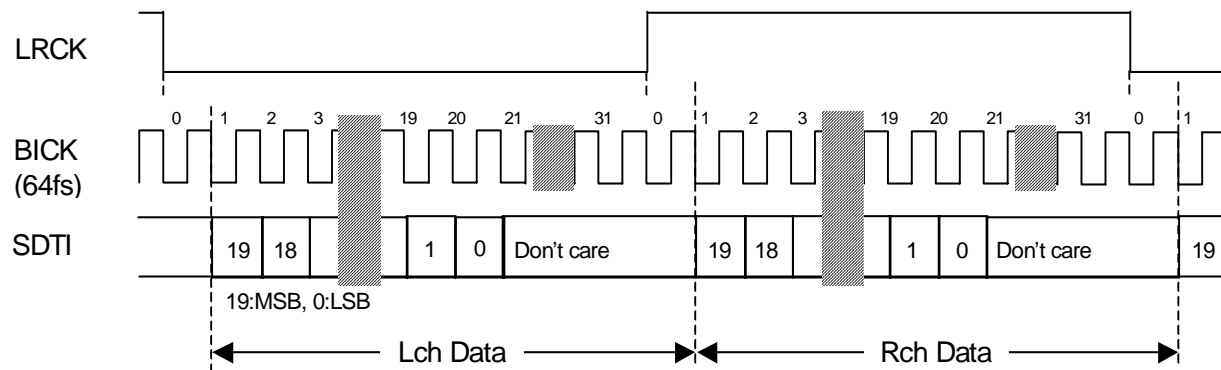 LRCK
0 1 2 3 19 20 21 31 0 1 2 3 19 20 21 31 0 1
BICK
(64fs)
SDTI
19 18 1 0 Don't care 19 18 1 0 Don't care 19
19:MSB, 0:LSB
Lch Data Rch Data